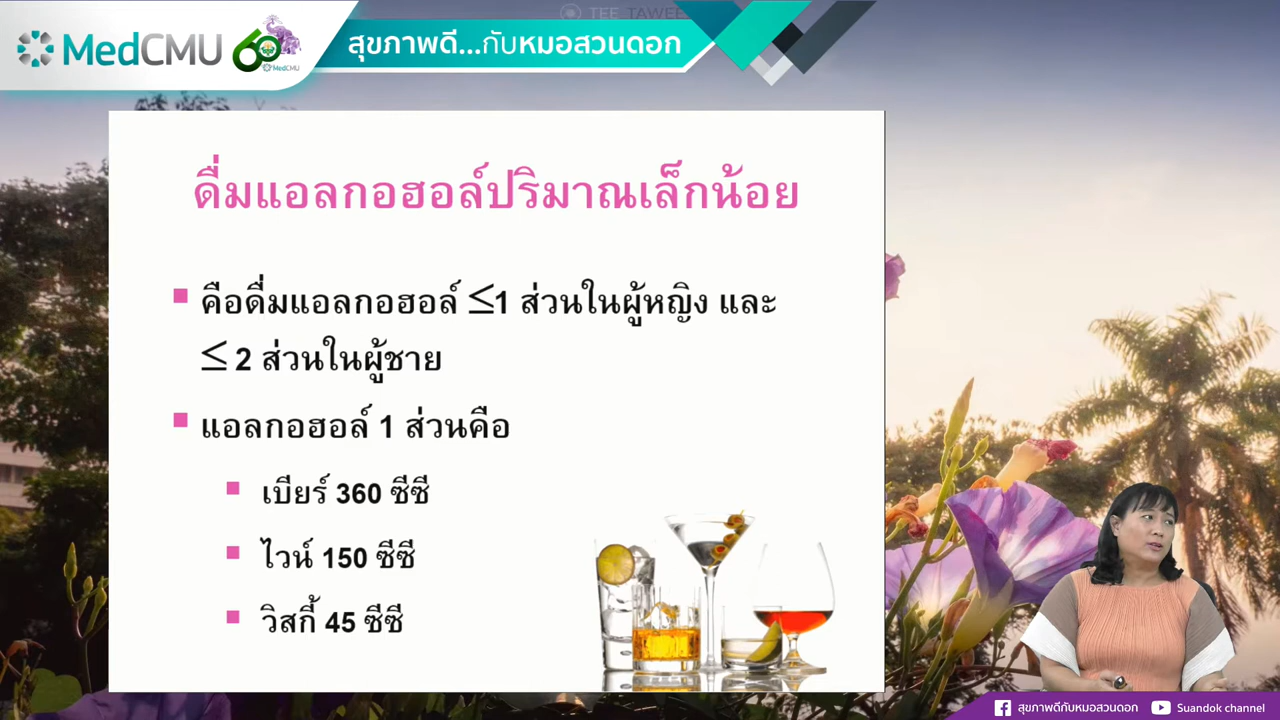 TEE TAWEE
MedCMU
60
MedCMU
สุขภาพดี...กับหมอสวนดอก
ดื่มแอลกอฮอล์ปริมาณเล็กน้อย
คือดื่มแอลกอฮอล์ ≤1 ส่วนในผู้หญิง และ
≤ 2 ส่วนในผู้ชาย
แอลกอฮอล์ 1 ส่วนคือ
เบียร์ 360 ซีซี
ไวน์ 150 ซีซี
วิสกี้ 45 ซีซี
สุขภาพดีกับหมอสวนดอก
Suandok channel